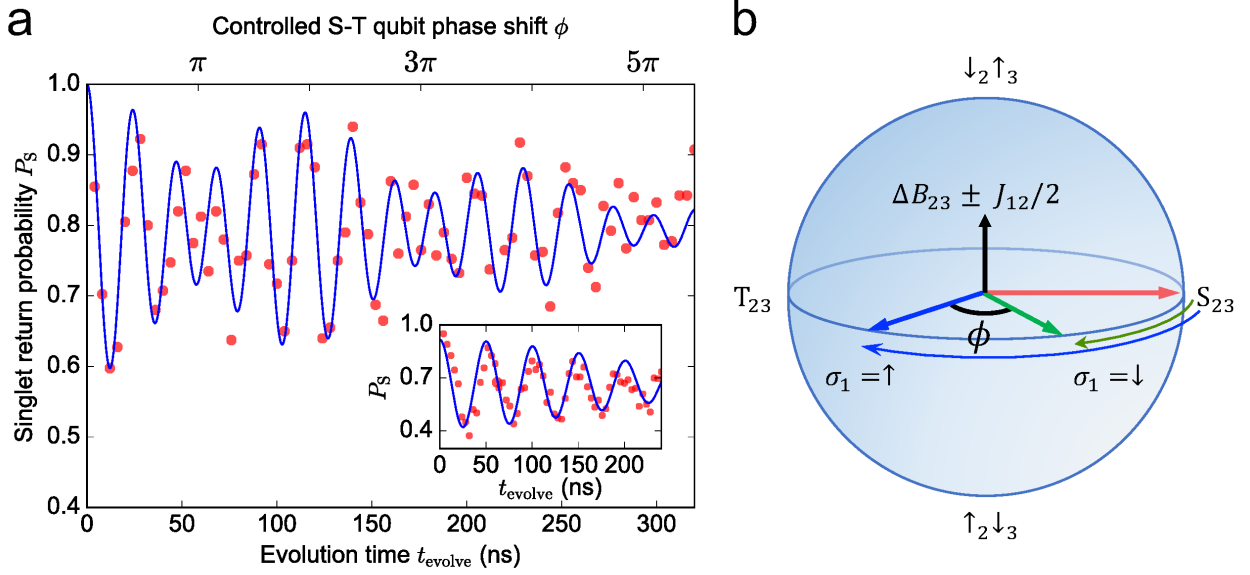 a
Controlled S-T qubit phase shift ϕ
π 3π 5π
Singlet return probability P_S
1.0
0.9
0.8
0.7
0.6
0.5
0.4
0 50 100 150 200 250 300
Evolution time t_evolve (ns)
P_S
1.0
0.7
0.4
0 50 100 150 200
t_evolve (ns)
b
↓₂↑₃
ΔB₂₃ ± J₁₂/2
T₂₃
S₂₃
ϕ
σ₁ =↑
σ₁ =↓
↑₂↓₃